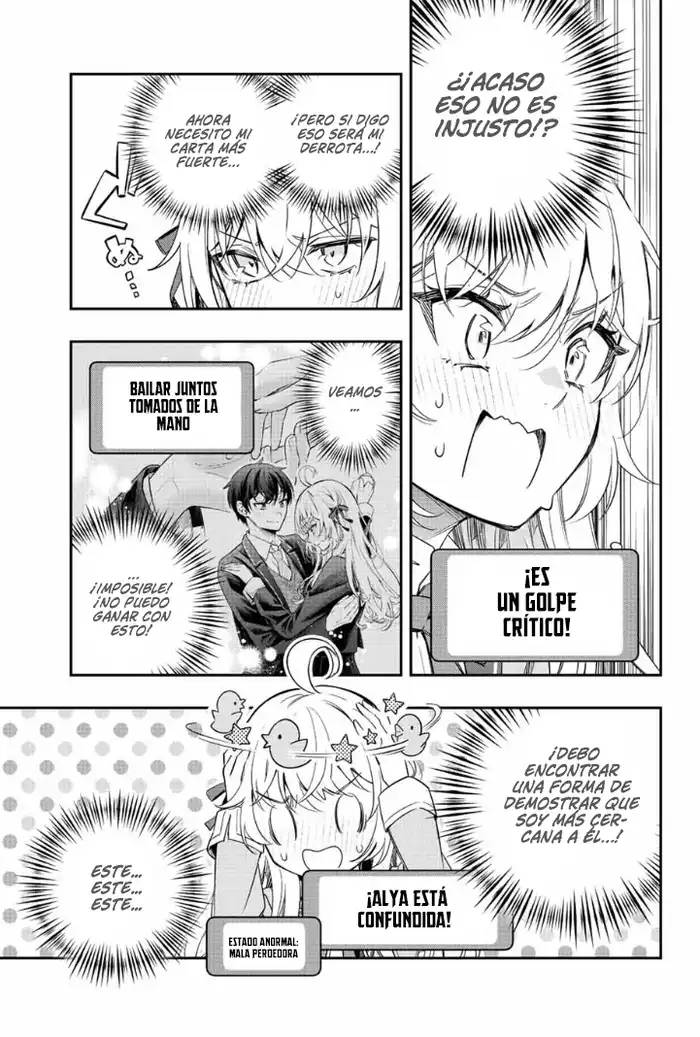 ¿¡ACASO
ESO NO ES
INJUSTO!?
¡ES
UN GOLPE
CRÍTICO!
¡PERO SI DIGO
ESO SERÁ MI
DERROTA...!
AHORA
NECESITO MI
CARTA MÁS
FUERTE...
VEAMOS
...
BAILAR JUNTOS
TOMADOS DE LA
MANO
...
¡IMPOSIBLE!
¡NO PUEDO
GANAR CON
ESTO!
¡DEBO
ENCONTRAR
UNA FORMA DE
DEMOSTRAR QUE
SOY MÁS CER-
CANA A ÉL...!
¡ALYA ESTÁ
CONFUNDIDA!
ESTADO ANORMAL:
MALA PERDEDORA
ESTE...
ESTE...
ESTE...